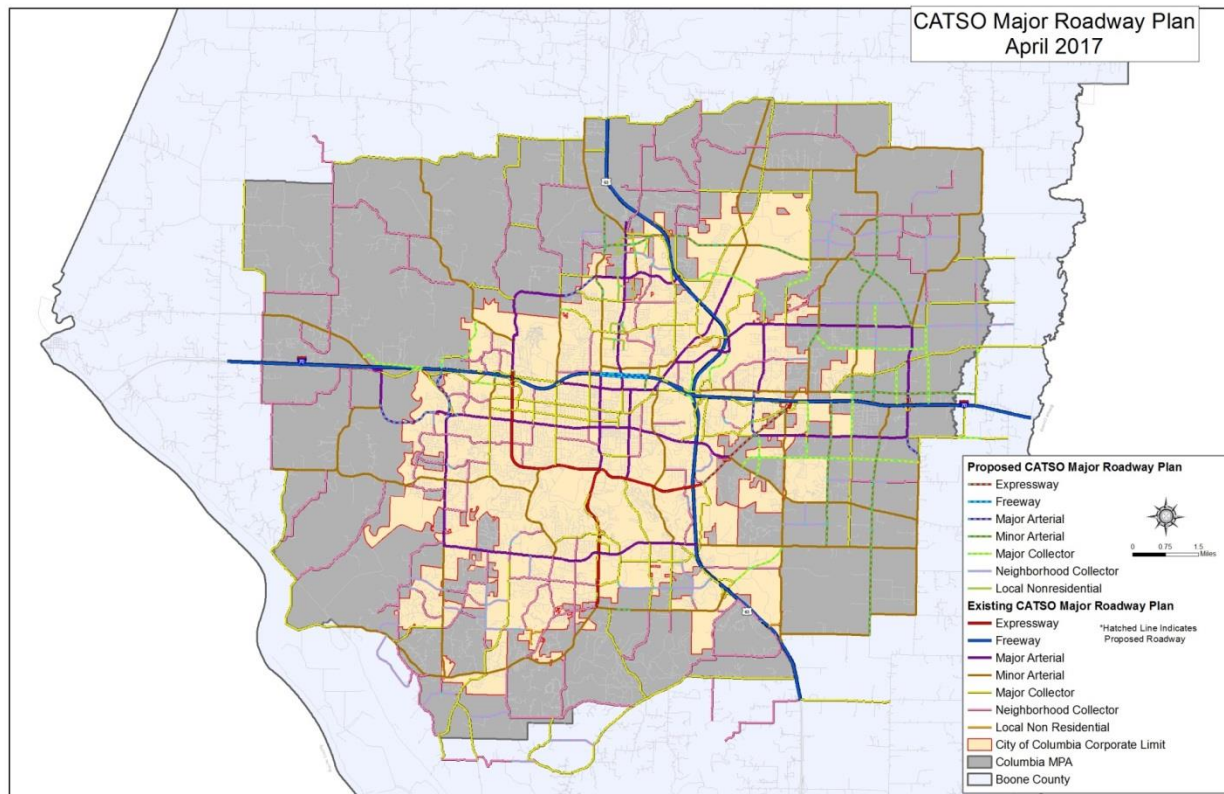 CATSO Major Roadway Plan
April 2017
63
70
70
63
Proposed CATSO Major Roadway Plan
Expressway
Freeway
Major Arterial
Minor Arterial
Major Collector
Neighborhood Collector
Local Nonresidential
0 0.75 1.5
Miles
Existing CATSO Major Roadway Plan
Expressway
Freeway
Major Arterial
Minor Arterial
Major Collector
Neighborhood Collector
Local Non Residential
City of Columbia Corporate Limit
Columbia MPA
Boone County
*Hatched Line Indicates
Proposed Roadway